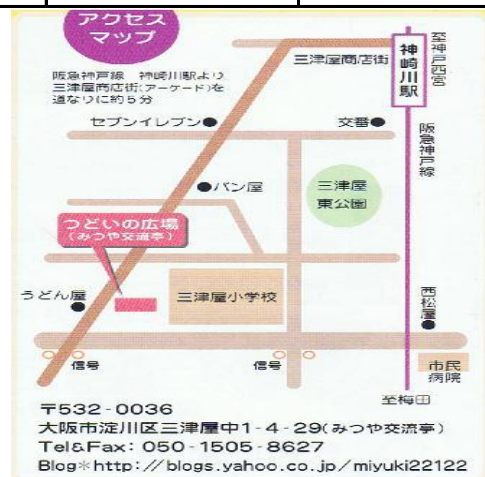 アクセス
マップ
阪急神戸線　神崎川駅より
三津屋商店街(アーケード)を
道なりに約5分
三津屋商店街
神崎川駅
至神戸西宮
阪急神戸線
セブンイレブン
交番
パン屋
三津屋
東公園
つどいの広場
(みつや交流亭)
うどん屋
三津屋小学校
西松屋
信号
信号
市民
病院
至梅田
〒532-0036
大阪市淀川区三津屋中1-4-29(みつや交流亭)
Tel&Fax: 050-1505-8627
Blog＊http://blogs.yahoo.co.jp/miyuki22122